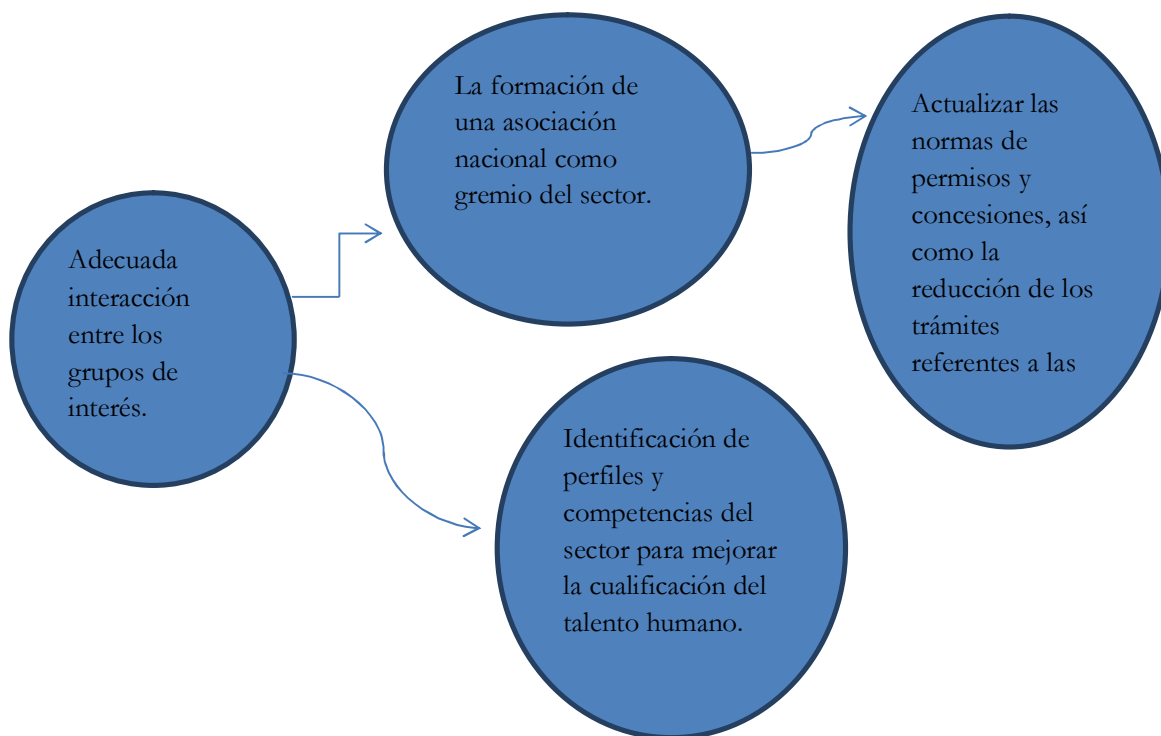 Adecuada
interacción
entre los
grupos de
interés.
La formación de
una asociación
nacional como
gremio del sector.
Actualizar las
normas de
permisos y
concesiones, así
como la
reducción de los
trámites
referentes a las
Identificación de
perfiles y
competencias del
sector para mejorar
la cualificación del
talento humano.